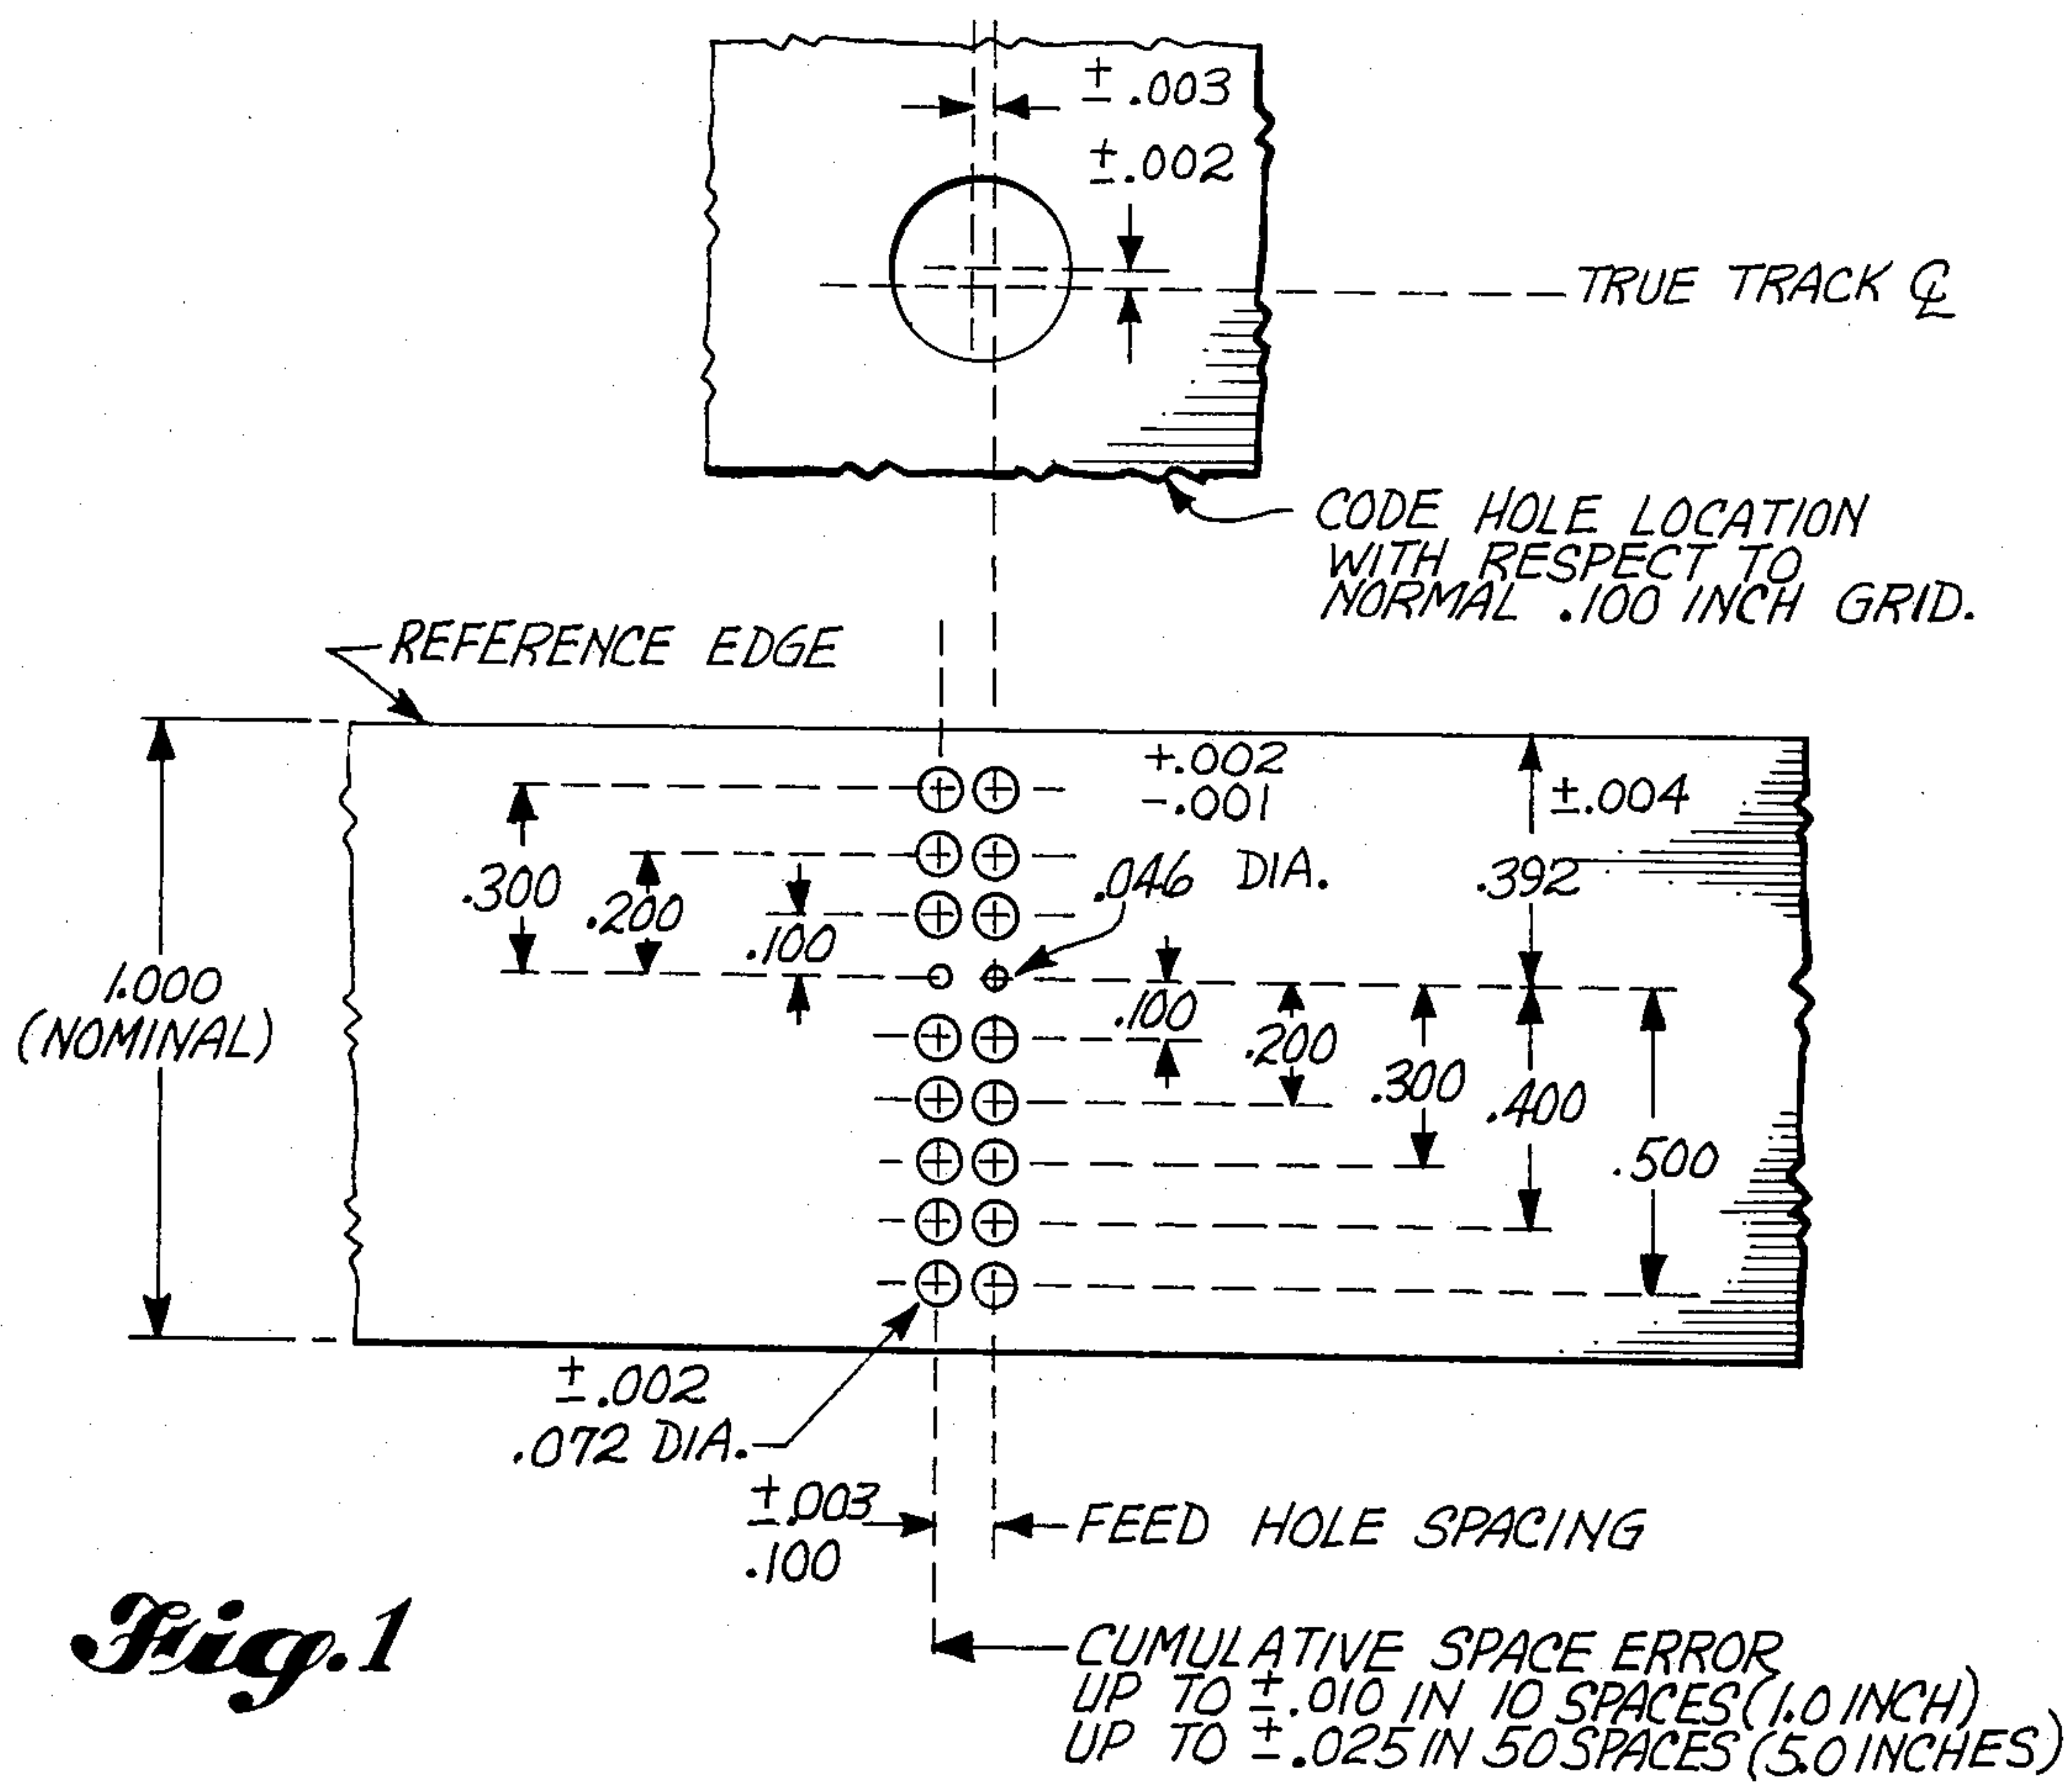 ± .003
±.002
TRUE TRACK ℄
CODE HOLE LOCATION
WITH RESPECT TO
NORMAL .100 INCH GRID.
REFERENCE EDGE
+.002
-.001
±.004
.046 DIA.
.392
.300
.200
.100
1.000
(NOMINAL)
.100
.200
.300
.400
.500
±.002
.072 DIA.
±.003
.100
FEED HOLE SPACING
CUMULATIVE SPACE ERROR
UP TO ±.010 IN 10 SPACES (1.0 INCH)
UP TO ±.025 IN 50 SPACES (5.0 INCHES)
Fig.1